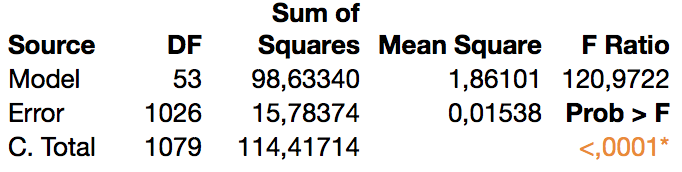 Sum of
Source DF Squares Mean Square F Ratio
Model 53 98,63340 1,86101 120,9722
Error 1026 15,78374 0,01538 Prob > F
C. Total 1079 114,41714 <,0001*